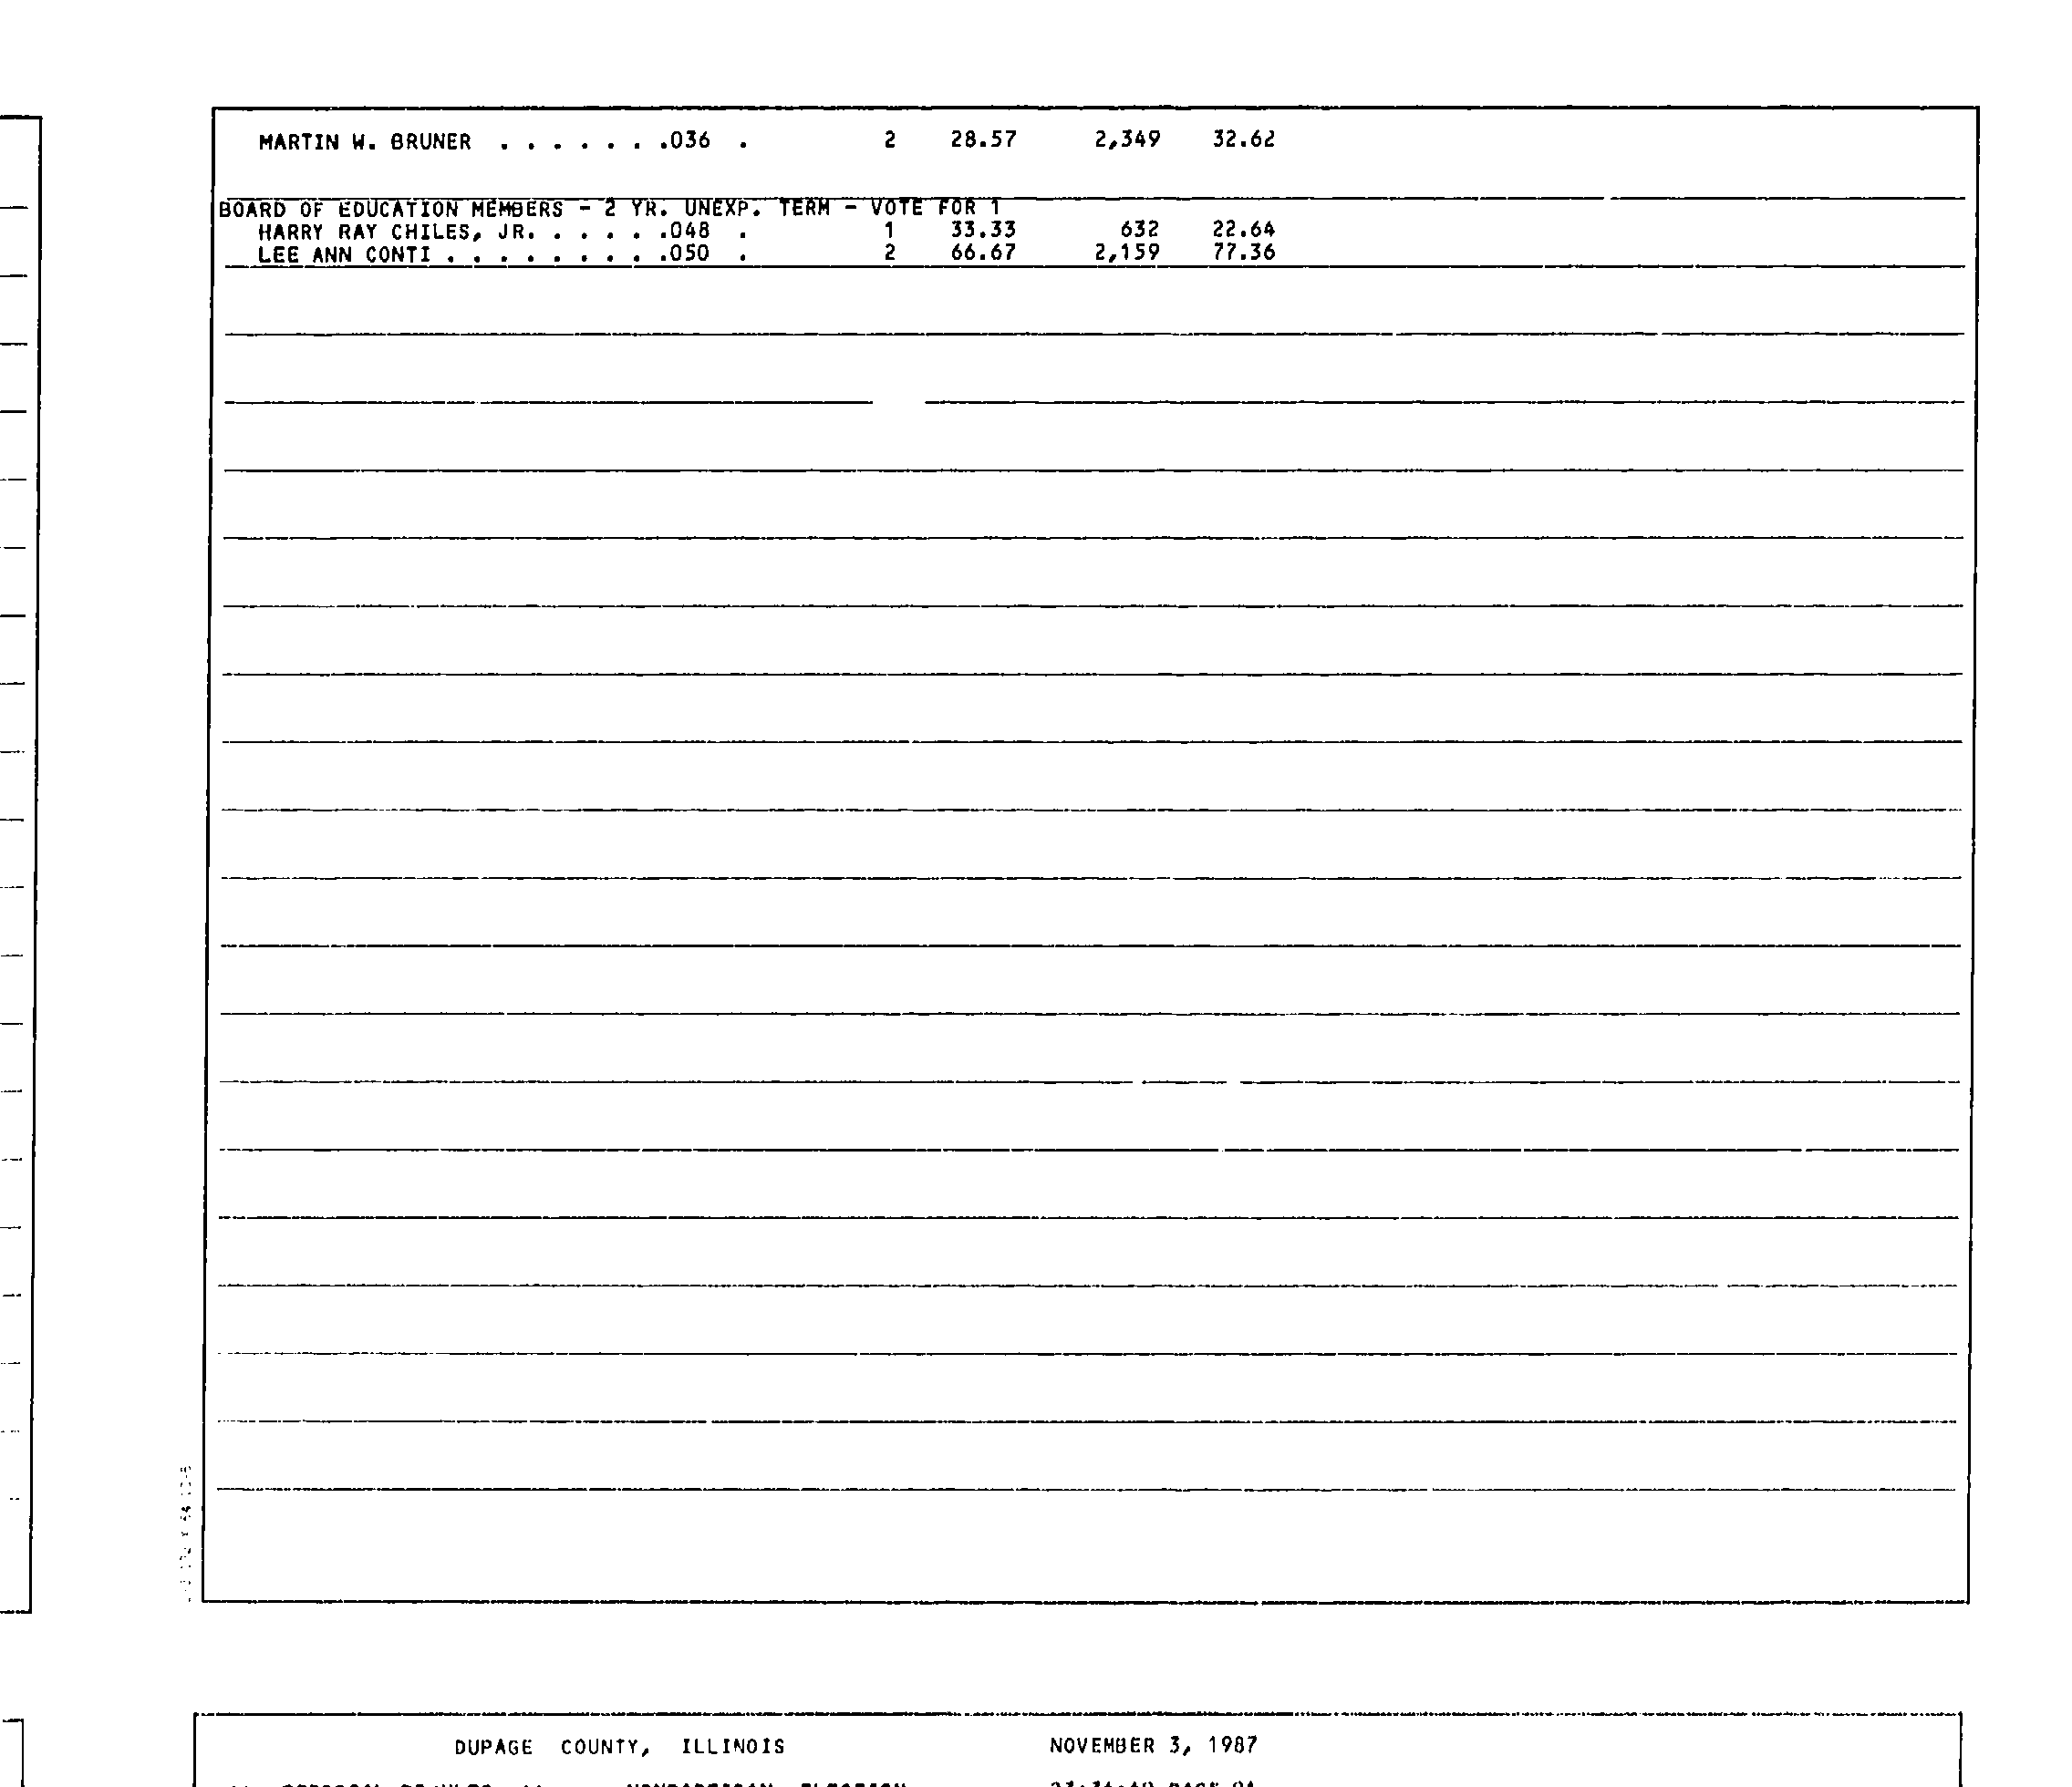 MARTIN W. BRUNER . . . . . . .036 . 2 28.57 2,349 32.62
BOARD OF EDUCATION MEMBERS - 2 YR. UNEXP. TERM - VOTE FOR 1
HARRY RAY CHILES, JR. . . . . .048 . 1 33.33 632 22.64
LEE ANN CONTI . . . . . . . . .050 . 2 66.67 2,159 77.36
DUPAGE COUNTY, ILLINOIS NOVEMBER 3, 1987